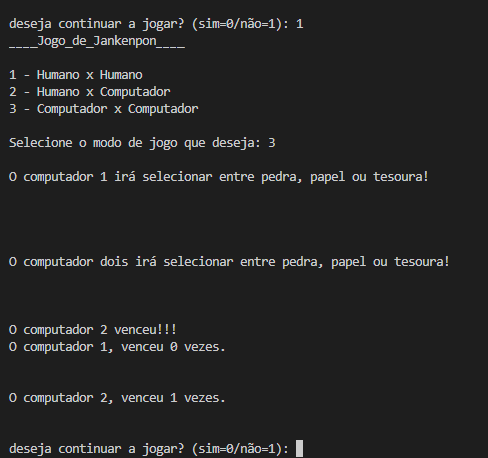 deseja continuar a jogar? (sim=0/não=1): 1
____Jogo_de_Jankenpon____
1 - Humano x Humano
2 - Humano x Computador
3 - Computador x Computador
Selecione o modo de jogo que deseja: 3
O computador 1 irá selecionar entre pedra, papel ou tesoura!
O computador dois irá selecionar entre pedra, papel ou tesoura!
O computador 2 venceu!!!
O computador 1, venceu 0 vezes.
O computador 2, venceu 1 vezes.
deseja continuar a jogar? (sim=0/não=1):